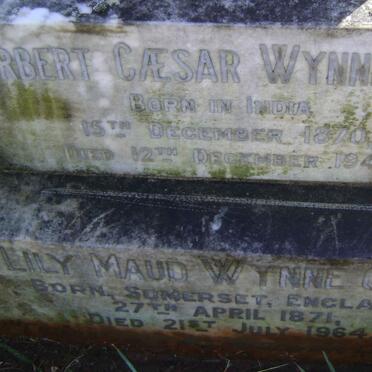 RBERT CÆSAR WYNN
BORN IN INDIA
15TH DECEMBER 1870
DIED 12TH DECEMBER 194
LILY MAUD WYNNE
BORN, SOMERSET, ENGLA
27TH APRIL 1871.
DIED 21ST JULY 1964